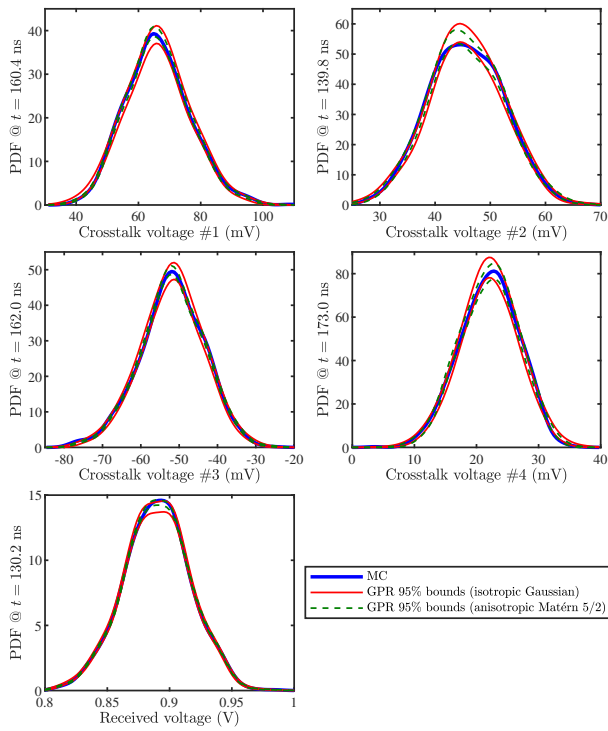 PDF @ t = 160.4 ns
40
30
20
10
0
40 60 80 100
Crosstalk voltage #1 (mV)
PDF @ t = 139.8 ns
60
50
40
30
20
10
0
30 40 50 60 70
Crosstalk voltage #2 (mV)
PDF @ t = 162.0 ns
50
40
30
20
10
0
-80 -70 -60 -50 -40 -30 -20
Crosstalk voltage #3 (mV)
PDF @ t = 173.0 ns
80
60
40
20
0
0 10 20 30 40
Crosstalk voltage #4 (mV)
PDF @ t = 130.2 ns
15
10
5
0
0.8 0.85 0.9 0.95 1
Received voltage (V)
MC
GPR 95% bounds (isotropic Gaussian)
GPR 95% bounds (anisotropic Matérn 5/2)